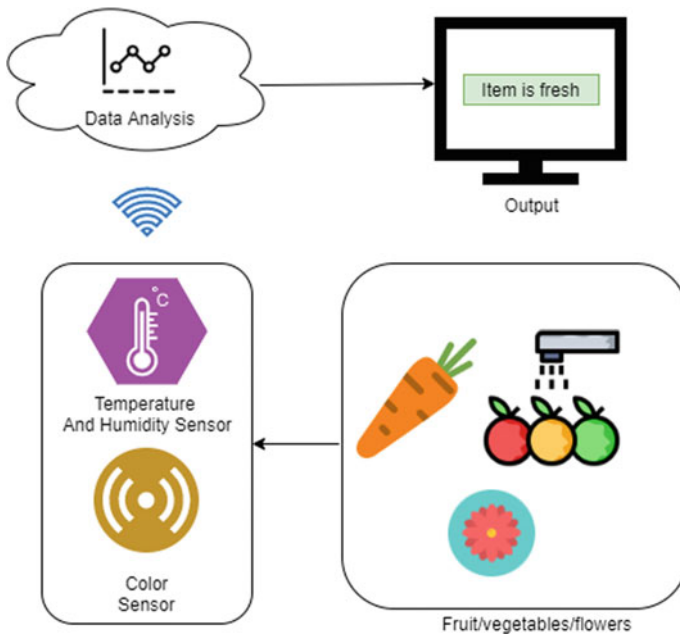 Data Analysis
Item is fresh
Output
°C
Temperature
And Humidity Sensor
Color
Sensor
Fruit/vegetables/flowers